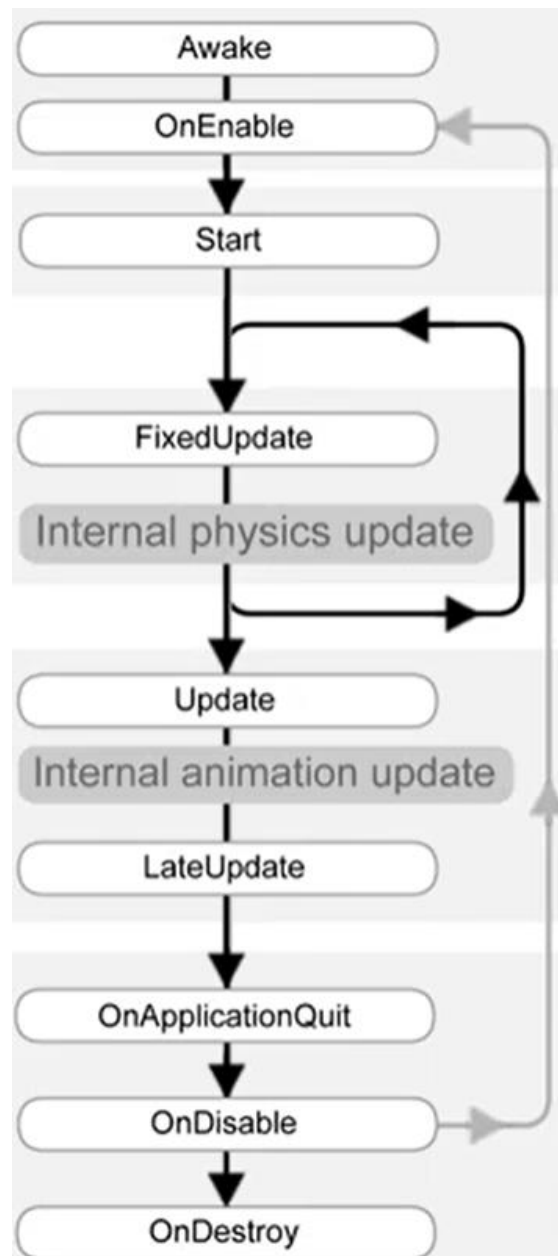 Awake
OnEnable
Start
FixedUpdate
Internal physics update
Update
Internal animation update
LateUpdate
OnApplicationQuit
OnDisable
OnDestroy